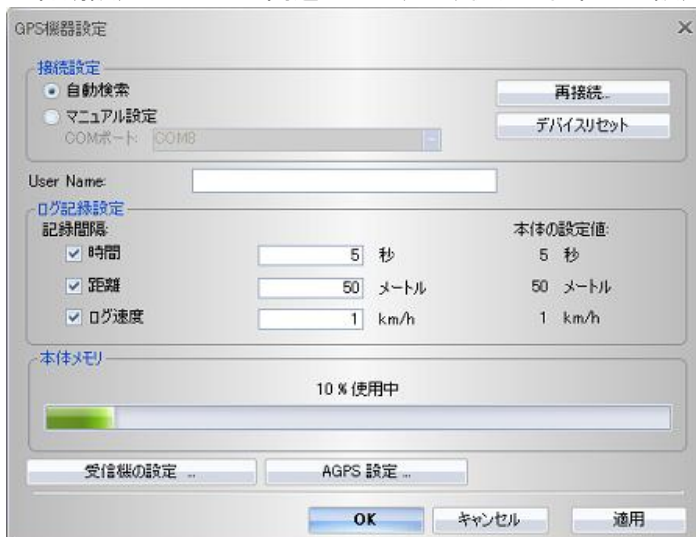 GPS機器設定
接続設定
自動検索
再接続...
マニュアル設定
デバイスリセット
COMポート: COM8
User Name:
ログ記録設定
記録間隔: 本体の設定値:
時間 5 秒 5 秒
距離 50 メートル 50 メートル
ログ速度 1 km/h 1 km/h
本体メモリ
10 % 使用中
受信機の設定 ...
AGPS 設定 ...
OK
キャンセル
適用